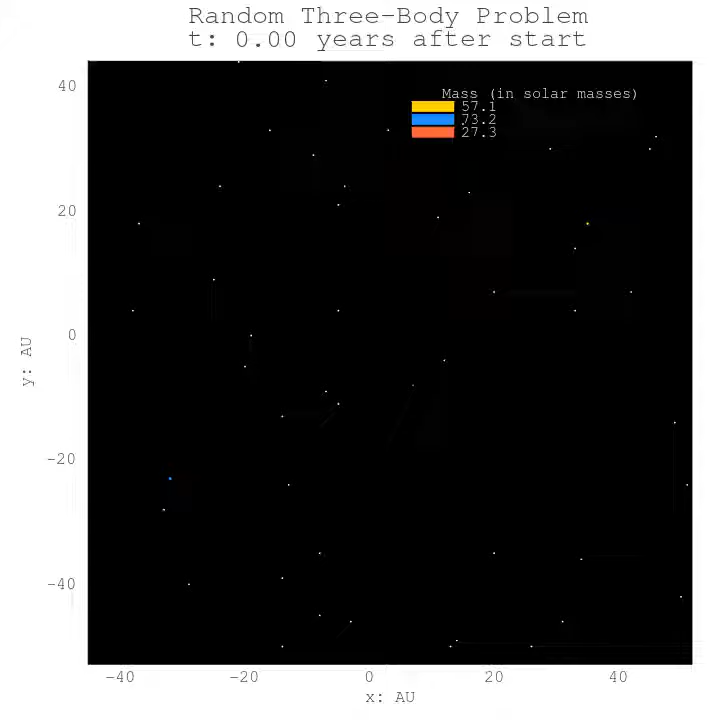 Random Three-Body Problem
t: 0.00 years after start
Mass (in solar masses)
57.1
73.2
27.3
40
20
0
-20
-40
y: AU
-40 -20 0 20 40
x: AU